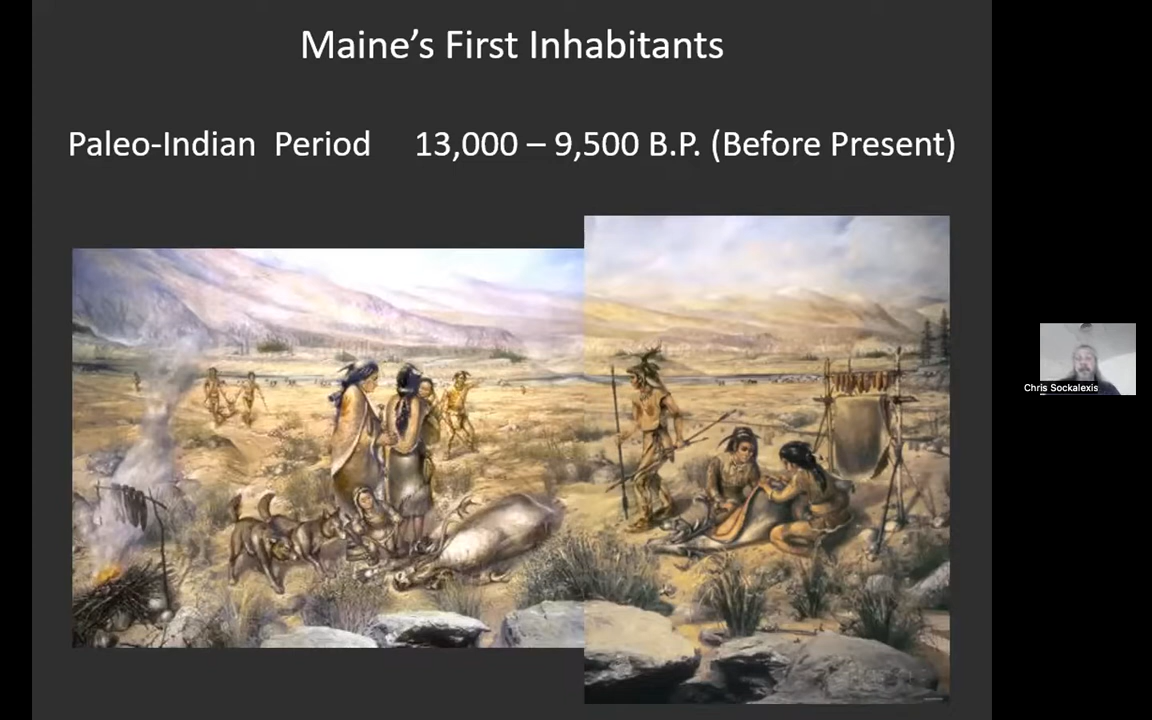 Maine’s First Inhabitants
Paleo-Indian Period 13,000 – 9,500 B.P. (Before Present)
Chris Sockalexis